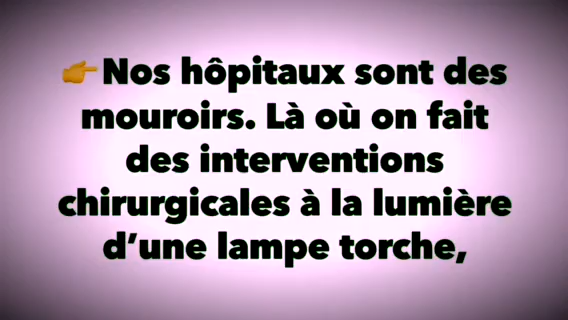 👉Nos hôpitaux sont des
mouroirs. Là où on fait
des interventions
chirurgicales à la lumière
d’une lampe torche,